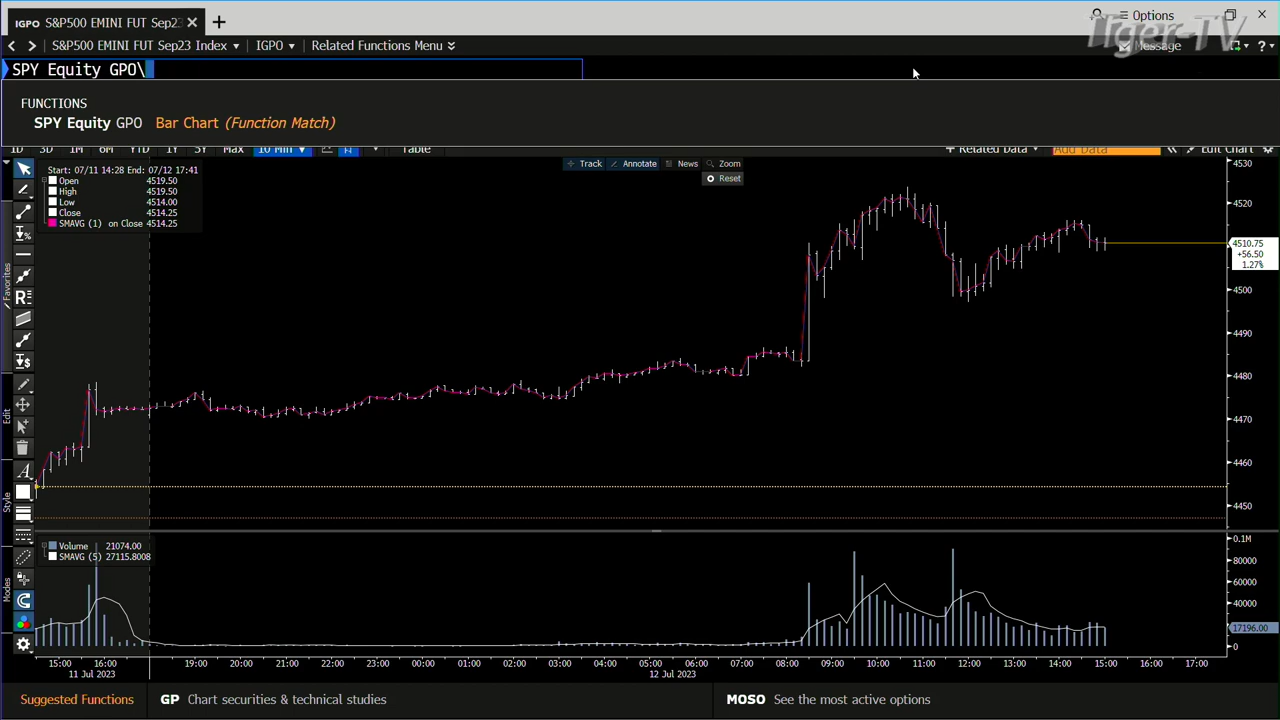 IGPO S&P500 EMINI FUT Sep23
Options
Tiger-TV
S&P500 EMINI FUT Sep23 Index IGPO Related Functions Menu
Message
SPY Equity GPO\
FUNCTIONS
SPY Equity GPO Bar Chart (Function Match)
1D 3D 1M 6M YTD 1Y 5Y Max 10 Min Table
+ Related Data Add Data Edit Chart
Track Annotate News Zoom
Reset
Start: 07/11 14:28 End: 07/12 17:41
Open 4519.50
High 4519.50
Low 4514.00
Close 4514.25
SMAVG (1) on Close 4514.25
Favorites
Edit
Style
Modes
4530
4520
4510.75
+56.50
1.27%
4500
4490
4480
4470
4460
4450
Volume 21074.00
SMAVG (5) 27115.8008
0.1M
80000
60000
40000
17196.00
0
15:00 16:00 19:00 20:00 21:00 22:00 23:00 00:00 01:00 02:00 03:00 04:00 05:00 06:00 07:00 08:00 09:00 10:00 11:00 12:00 13:00 14:00 15:00 16:00 17:00
11 Jul 2023 12 Jul 2023
Suggested Functions GP Chart securities & technical studies MOSO See the most active options